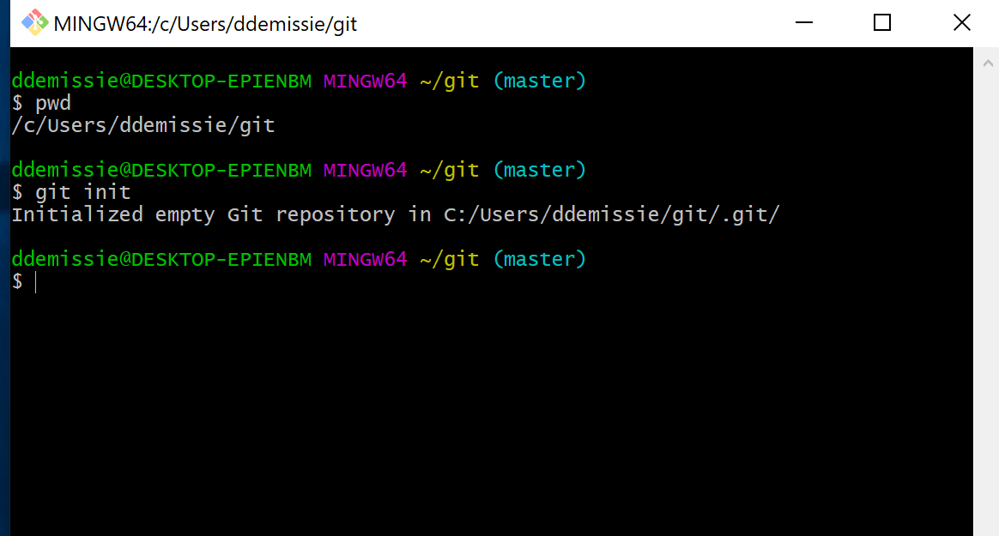 MINGW64:/c/Users/ddemissie/git
ddemissie@DESKTOP-EPIENBM MINGW64 ~/git (master)
$ pwd
/c/Users/ddemissie/git
ddemissie@DESKTOP-EPIENBM MINGW64 ~/git (master)
$ git init
Initialized empty Git repository in C:/Users/ddemissie/git/.git/
ddemissie@DESKTOP-EPIENBM MINGW64 ~/git (master)
$